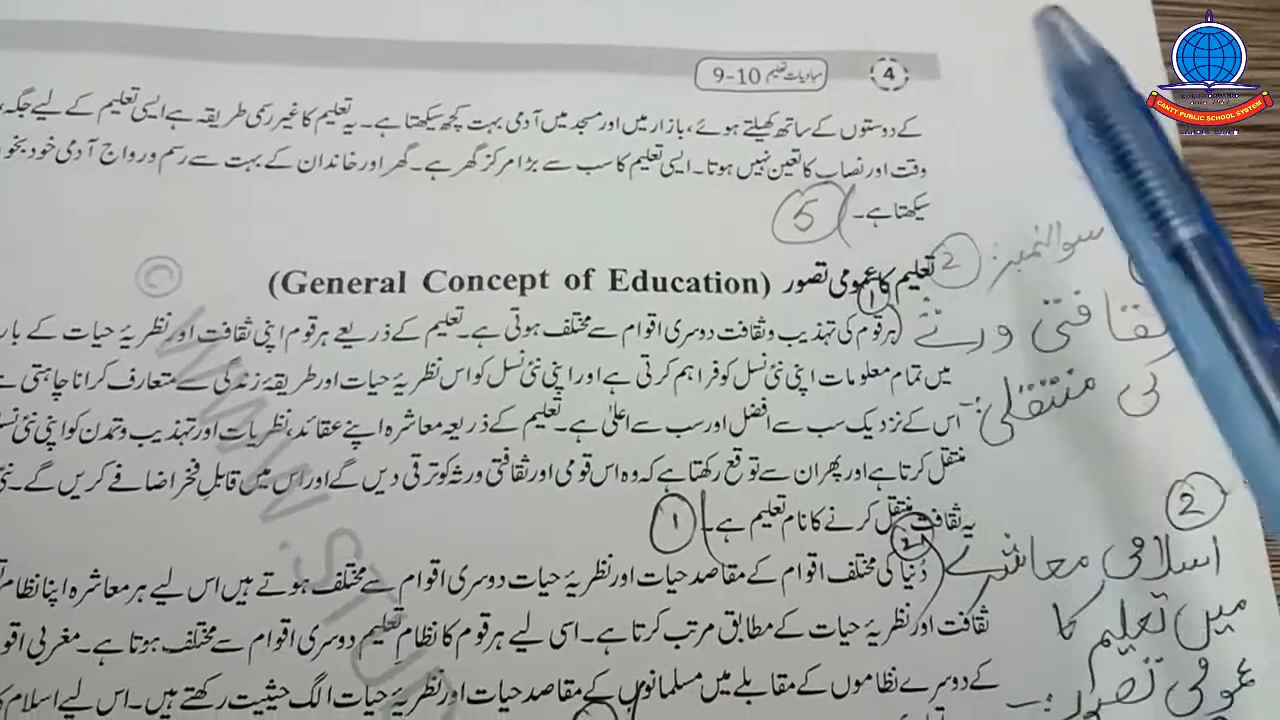 4
مبادیات تعلیم 10-9
CANTT PUBLIC SCHOOL SYSTEM
کے دوستوں کے ساتھ کھیلتے ہوئے، بازار میں اور مسجد میں آدمی بہت کچھ سیکھتا ہے۔ یہ تعلیم کا غیر رسمی طریقہ ہے ایسی تعلیم کے لیے جگہ،
وقت اور نصاب کا تعین نہیں ہوتا۔ ایسی تعلیم کا سب سے بڑا مرکز گھر ہے۔ گھر اور خاندان کے بہت سے رسم و رواج آدمی خود بخود
سیکھتا ہے۔
5
سوالنمبر: 2
تعلیم کا عمومی تصور (General Concept of Education)
©
1
ثقافتی ورثے
کی منتقلی:۔
ہر قوم کی تہذیب و ثقافت دوسری اقوام سے مختلف ہوتی ہے۔ تعلیم کے ذریعے ہر قوم اپنی ثقافت اور نظریۂ حیات کے
میں تمام معلومات اپنی نئی نسل کو فراہم کرتی ہے اور اپنی نئی نسل کو اس نظریۂ حیات اور طریقۂ زندگی سے متعارف کرانا چاہتی
اس کے نزدیک سب سے افضل اور سب سے اعلیٰ ہے۔ تعلیم کے ذریعہ معاشرہ اپنے عقائد، نظریات اور تہذیب و تمدن کو اپنی نئی
منتقل کرتا ہے اور پھر ان سے توقع رکھتا ہے کہ وہ اس قومی اور ثقافتی ورثہ کو ترقی دیں گے اور اس میں قابلِ فخر اضافے کریں گے۔
یہ ثقافت منتقل کرنے کا نام تعلیم ہے۔
1
2
اسلامی معاشرے
میں تعلیم کا
عمومی تصور:۔
2
دُنیا کی مختلف اقوام کے مقاصد حیات اور نظریۂ حیات دوسری اقوام سے مختلف ہوتے ہیں اس لیے ہر معاشرہ اپنا نظام
ثقافت اور نظریۂ حیات کے مطابق مرتب کرتا ہے۔ اسی لیے ہر قوم کا نظامِ تعلیم دوسری اقوام سے مختلف ہوتا ہے۔ مغربی
کے دوسرے نظاموں کے مقابلے میں مسلمانوں کے مقاصد حیات اور نظریۂ حیات الگ حیثیت رکھتے ہیں۔ اس لیے اسلام